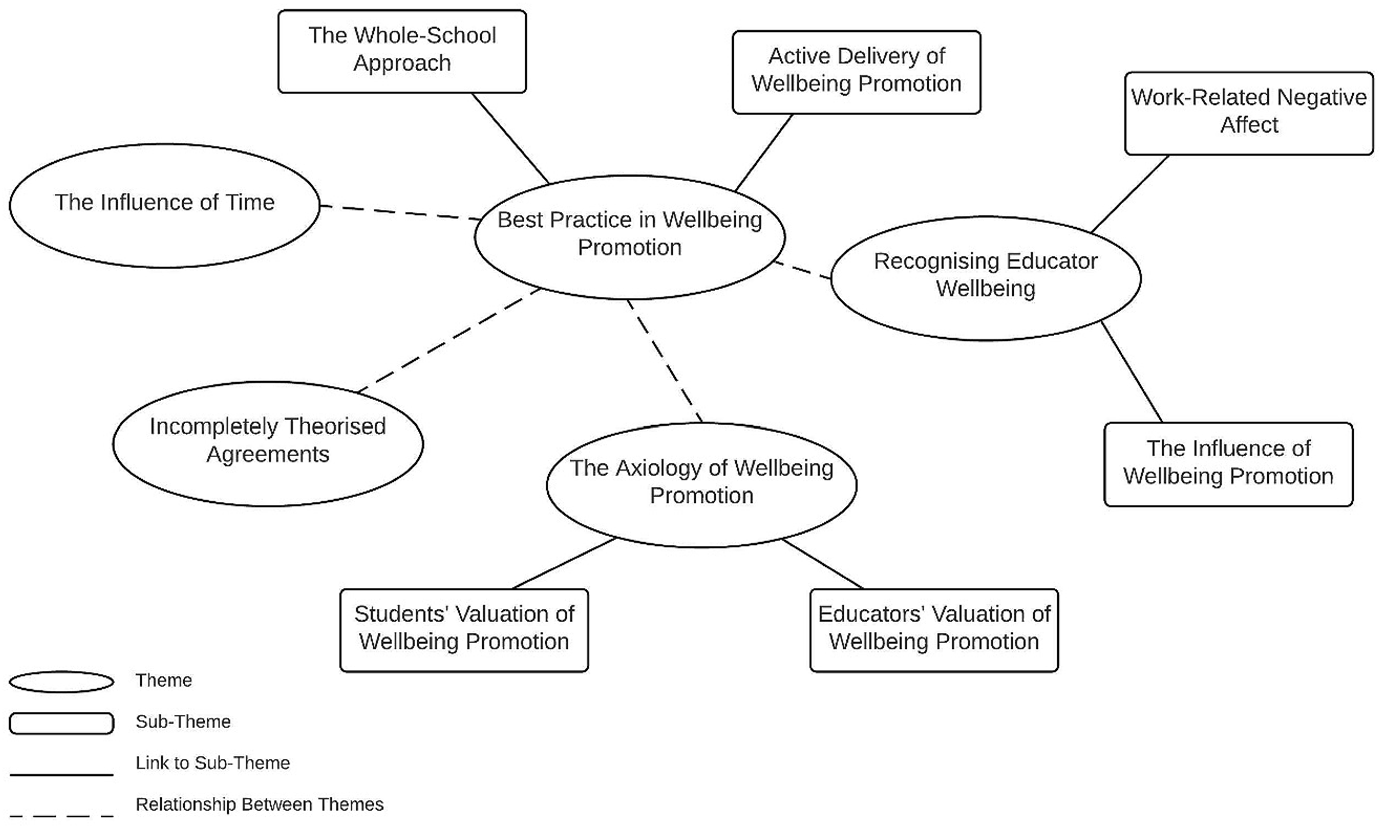 The Whole-School
Approach
Active Delivery of
Wellbeing Promotion
Work-Related Negative
Affect
The Influence of Time
Best Practice in Wellbeing
Promotion
Recognising Educator
Wellbeing
Incompletely Theorised
Agreements
The Axiology of Wellbeing
Promotion
The Influence of
Wellbeing Promotion
Students' Valuation of
Wellbeing Promotion
Educators' Valuation of
Wellbeing Promotion
Theme
Sub-Theme
Link to Sub-Theme
Relationship Between Themes